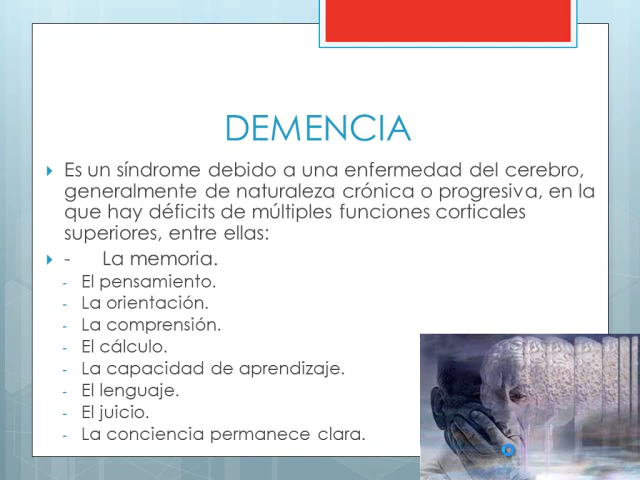 DEMENCIA
Es un síndrome debido a una enfermedad del cerebro,
generalmente de naturaleza crónica o progresiva, en la
que hay déficits de múltiples funciones corticales
superiores, entre ellas:
- La memoria.
- El pensamiento.
- La orientación.
- La comprensión.
- El cálculo.
- La capacidad de aprendizaje.
- El lenguaje.
- El juicio.
- La conciencia permanece clara.